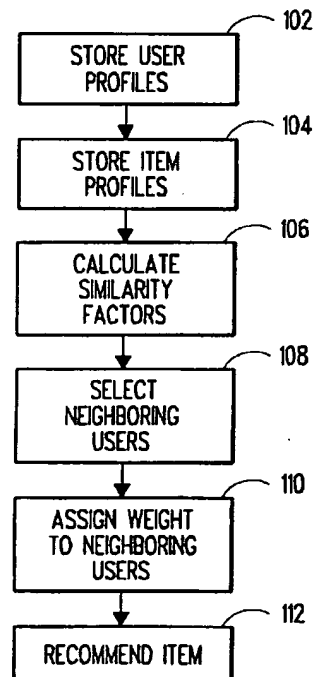 102
STORE USER
PROFILES
104
STORE ITEM
PROFILES
106
CALCULATE
SIMILARITY
FACTORS
108
SELECT
NEIGHBORING
USERS
110
ASSIGN WEIGHT
TO NEIGHBORING
USERS
112
RECOMMEND ITEM